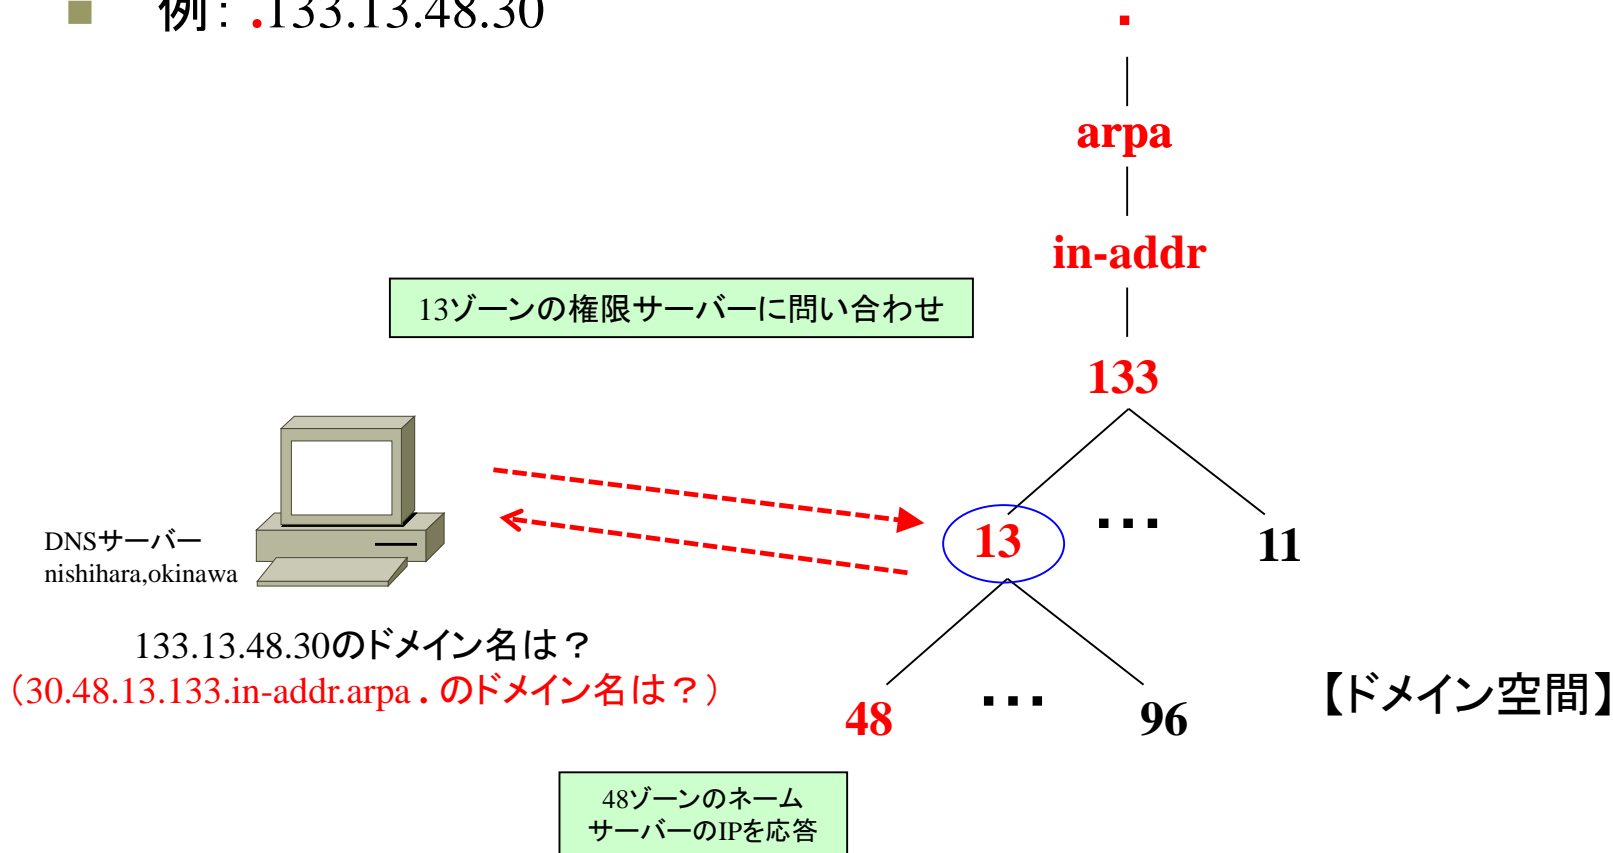 例：.133.13.48.30
.
arpa
in-addr
13ゾーンの権限サーバーに問い合わせ
133
13
…
11
DNSサーバー
nishihara,okinawa
133.13.48.30のドメイン名は？
（30.48.13.133.in-addr.arpa．のドメイン名は？）
48
…
96
【ドメイン空間】
48ゾーンのネーム
サーバーのIPを応答